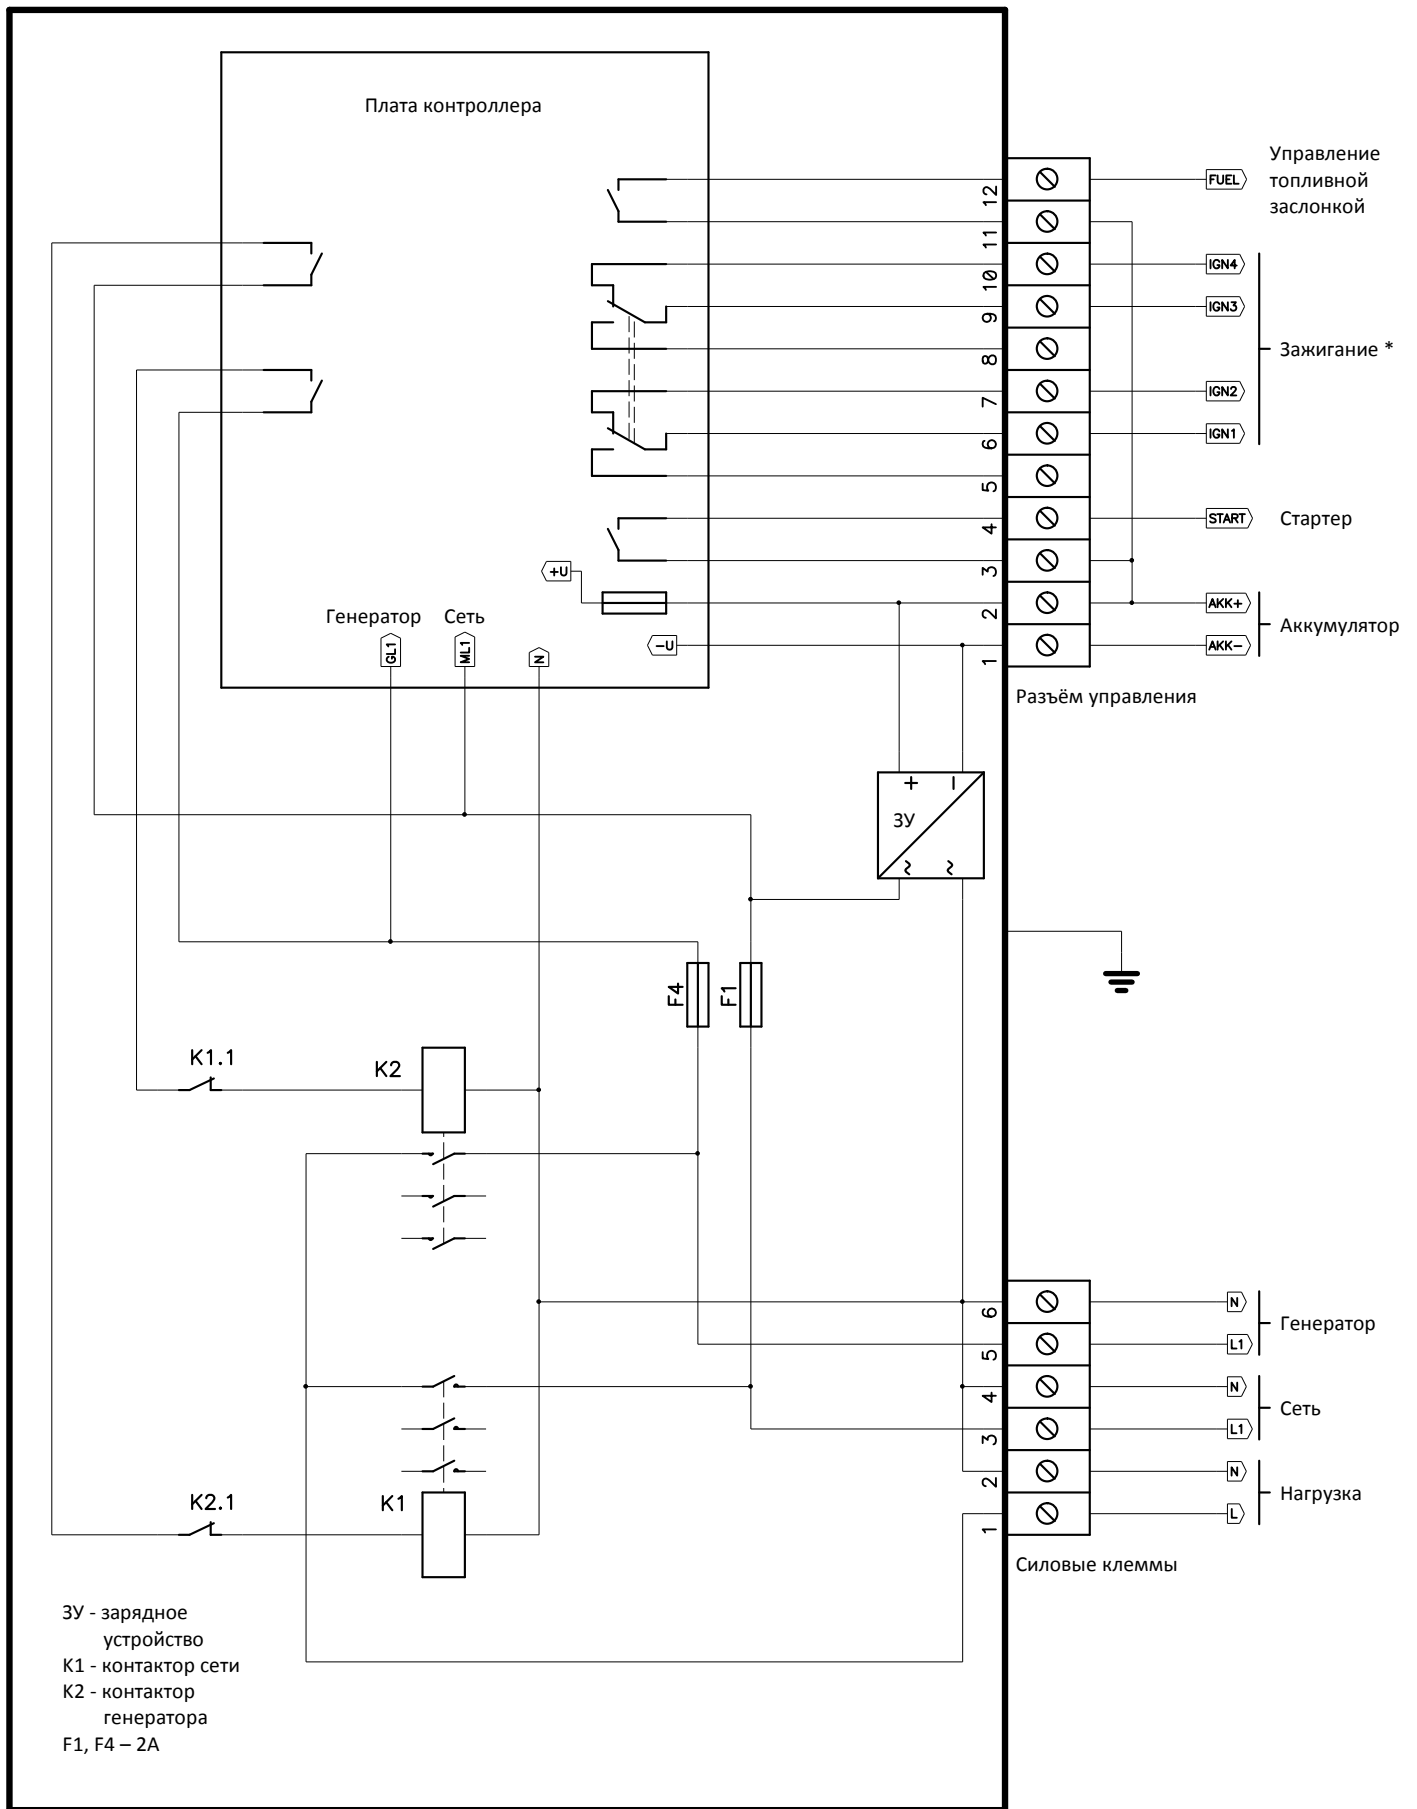 Плата контроллера
Управление
топливной
заслонкой
12
FUEL
11
10
IGN4
9
IGN3
8
Зажигание *
7
IGN2
6
IGN1
5
4
START
Стартер
3
+U
2
АКК+
Аккумулятор
1
-U
АКК-
Генератор
Сеть
GL1
ML1
N
Разъём управления
+
−
ЗУ
~
~
F4
F1
K1.1
K2
6
N
Генератор
5
L1
4
N
Сеть
3
L1
2
N
Нагрузка
1
L
K2.1
K1
Силовые клеммы
ЗУ - зарядное
устройство
К1 - контактор сети
К2 - контактор
генератора
F1, F4 – 2А